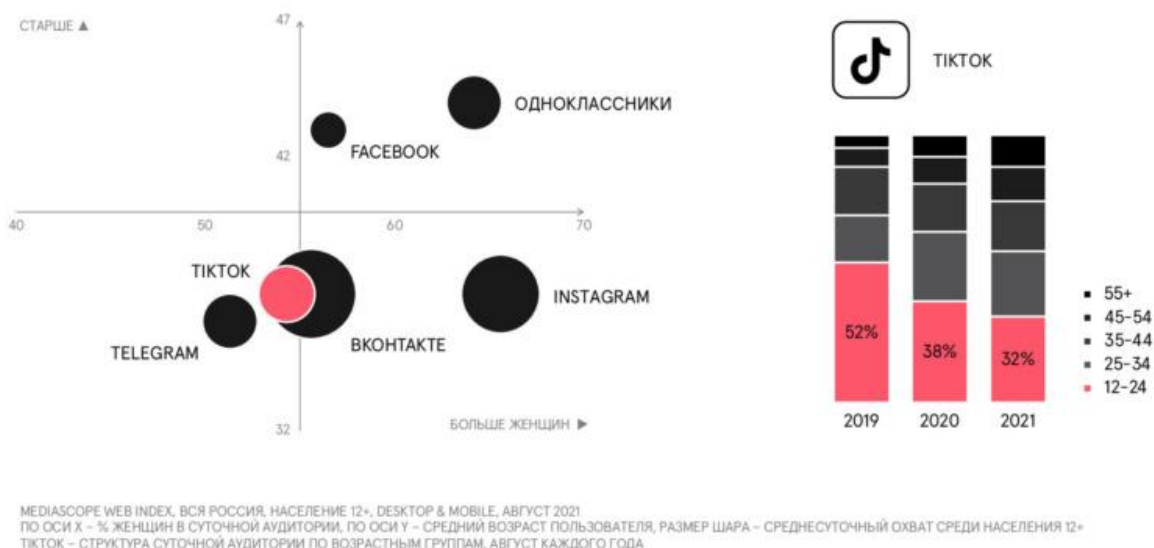 СТАРШЕ ▲
47
ОДНОКЛАССНИКИ
FACEBOOK
42
40
50
60
70
TIKTOK
INSTAGRAM
ВКОНТАКТЕ
TELEGRAM
32
БОЛЬШЕ ЖЕНЩИН ▶
TIKTOK
52%
38%
32%
55+
45-54
35-44
25-34
12-24
2019
2020
2021
MEDIASCOPE WEB INDEX, ВСЯ РОССИЯ, НАСЕЛЕНИЕ 12+, DESKTOP & MOBILE, АВГУСТ 2021
ПО ОСИ X – % ЖЕНЩИН В СУТОЧНОЙ АУДИТОРИИ, ПО ОСИ Y – СРЕДНИЙ ВОЗРАСТ ПОЛЬЗОВАТЕЛЯ, РАЗМЕР ШАРА – СРЕДНЕСУТОЧНЫЙ ОХВАТ СРЕДИ НАСЕЛЕНИЯ 12+
TIKTOK – СТРУКТУРА СУТОЧНОЙ АУДИТОРИИ ПО ВОЗРАСТНЫМ ГРУППАМ, АВГУСТ КАЖДОГО ГОДА